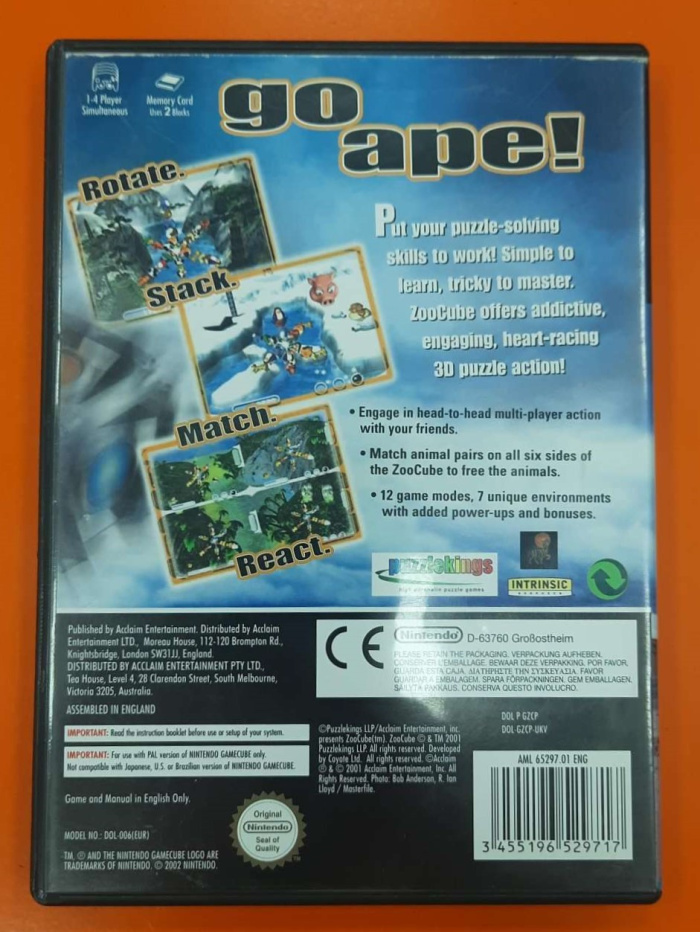 1-4 Player
Simultaneous
Memory Card
Uses 2 Blocks
go
ape!
Rotate.
Stack.
Match.
React.
Put your puzzle-solving
skills to work! Simple to
learn, tricky to master.
ZooCube offers addictive,
engaging, heart-racing
3D puzzle action!
• Engage in head-to-head multi-player action
with your friends.
• Match animal pairs on all six sides of
the ZooCube to free the animals.
• 12 game modes, 7 unique environments
with added power-ups and bonuses.
puzzlekings
puzzle games
INTRINSIC
Published by Acclaim Entertainment. Distributed by Acclaim
Entertainment LTD., Moreau House, 112-120 Brompton Rd.,
Knightsbridge, London SW31JJ, England.
DISTRIBUTED BY ACCLAIM ENTERTAINMENT PTY LTD.,
Tea House, Level 4, 28 Clarendon Street, South Melbourne,
Victoria 3205, Australia.
ASSEMBLED IN ENGLAND
IMPORTANT: Read the instruction booklet before use or setup of your system.
IMPORTANT: For use with PAL version of NINTENDO GAMECUBE only.
Not compatible with Japanese, U.S. or Brazilian version of NINTENDO GAMECUBE.
Game and Manual in English Only.
MODEL NO: DOL-006(EUR)
TM, ® AND THE NINTENDO GAMECUBE LOGO ARE
TRADEMARKS OF NINTENDO. © 2002 NINTENDO.
Original
Nintendo
Seal of
Quality
TM
CE
Nintendo D-63760 Großostheim
PLEASE RETAIN THE PACKAGING. VERPACKUNG AUFHEBEN.
CONSERVER L'EMBALLAGE. BEWAAR DEZE VERPAKKING. POR FAVOR,
GUARDA ESTA CAJA. ΔΙΑΤΗΡΗΣΤΕ ΤΗΝ ΣΥΣΚΕΥΑΣΙΑ. FAVOR
GUARDAR A EMBALAGEM. SPARA FÖRPACKNINGEN. GEM EMBALLAGEN.
SÄILYTÄ PAKKAUS. CONSERVA QUESTO INVOLUCRO.
©Puzzlekings LLP/Acclaim Entertainment, Inc.
presents ZooCube(tm). ZooCube © & TM 2001
Puzzlekings LLP. All rights reserved. Developed
by Coyote Ltd. All rights reserved. ©Acclaim
® & © 2001 Acclaim Entertainment, Inc. All
Rights Reserved. Photo: Bob Anderson, R. Ian
Lloyd / Masterfile.
DOL P GZCP
DOL-GZCP-UKV
AML 65297.01 ENG
3 455196 529717